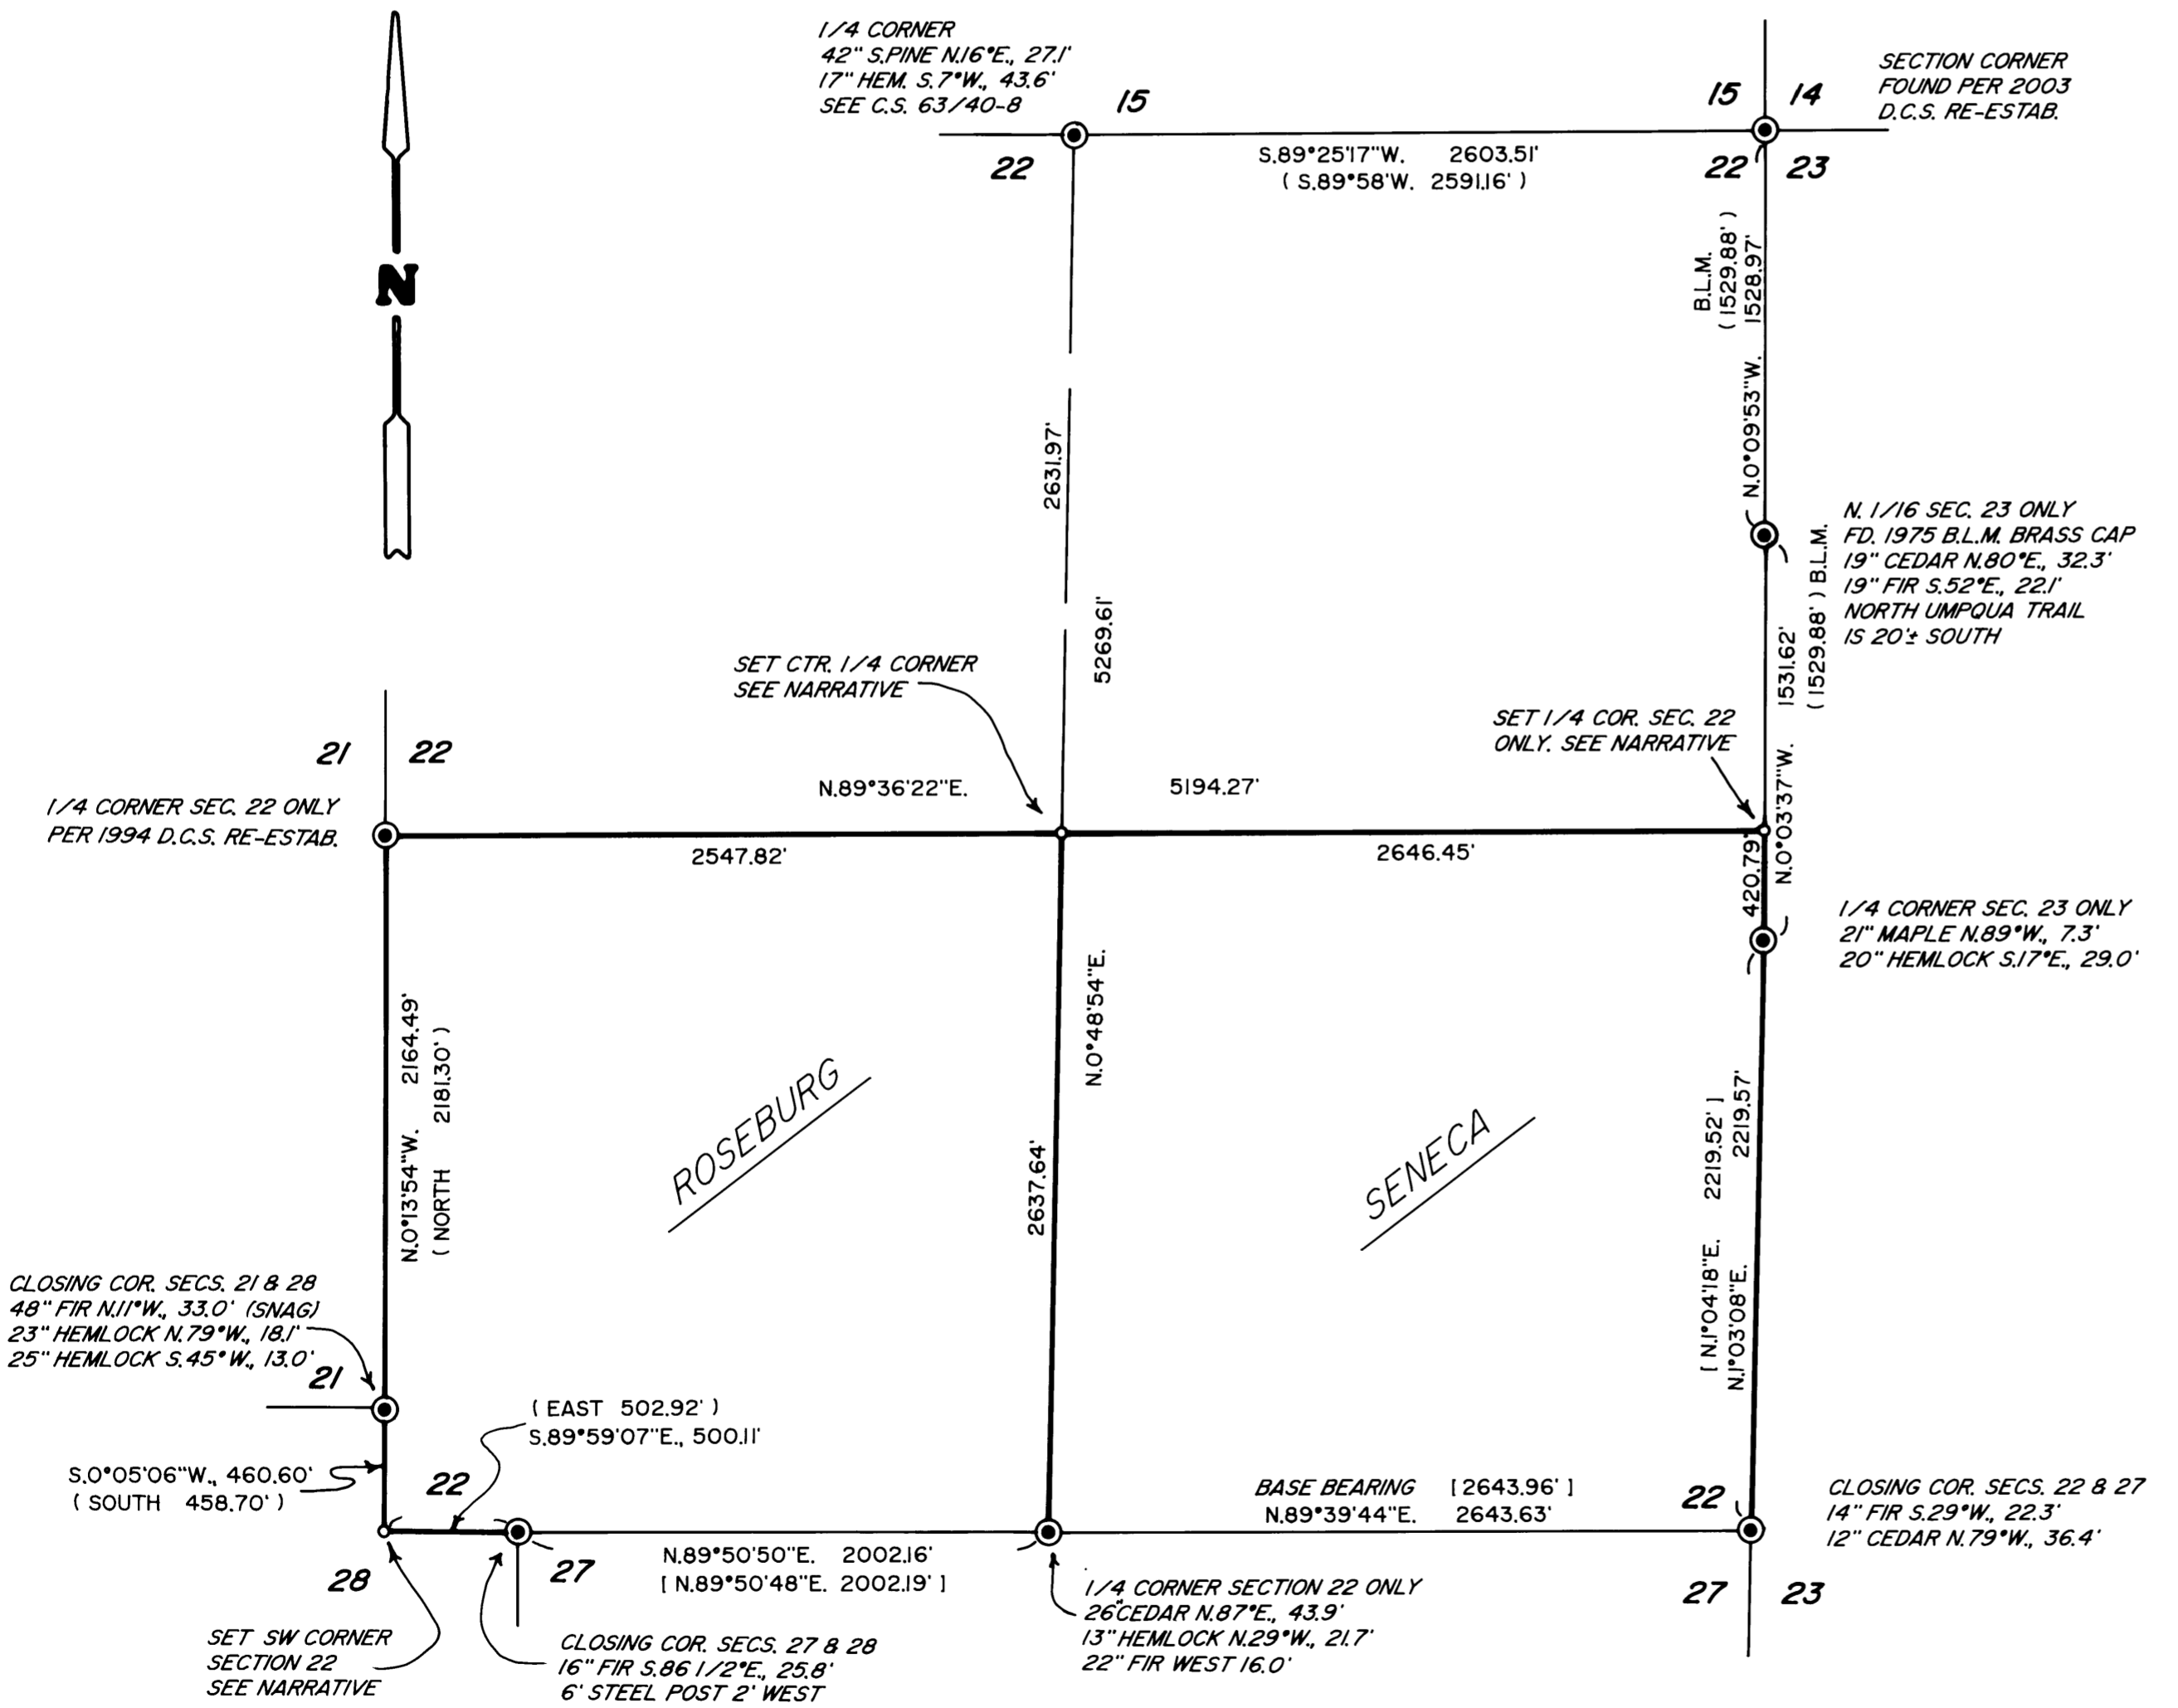 1/4 CORNER
42" S.PINE N.16°E., 27.1'
17" HEM. S.7°W., 43.6'
SEE C.S. 63/40-8
15
22
15
14
22
23
SECTION CORNER
FOUND PER 2003
D.C.S. RE-ESTAB.
S.89°25'17"W. 2603.51'
( S.89°58'W. 2591.16' )
N
B.L.M.
( 1529.88' )
1528.97'
N.0°09'53"W.
2631.97'
5269.61'
N. 1/16 SEC. 23 ONLY
FD. 1975 B.L.M. BRASS CAP
19" CEDAR N.80°E., 32.3'
19" FIR S.52°E., 22.1'
NORTH UMPQUA TRAIL
IS 20'± SOUTH
1531.62'
( 1529.88' ) B.L.M.
N.0°03'37"W.
SET CTR. 1/4 CORNER
SEE NARRATIVE
SET 1/4 COR. SEC. 22
ONLY. SEE NARRATIVE
21
22
1/4 CORNER SEC. 22 ONLY
PER 1994 D.C.S. RE-ESTAB.
N.89°36'22"E. 5194.27'
2547.82'
2646.45'
420.79'
1/4 CORNER SEC. 23 ONLY
21" MAPLE N.89°W., 7.3'
20" HEMLOCK S.17°E., 29.0'
N.0°13'54"W. 2164.49'
( NORTH 2181.30' )
ROSEBURG
N.0°48'54"E.
2637.64'
SENECA
[ N.1°04'18"E. 2219.52' ]
N.1°03'08"E. 2219.57'
CLOSING COR. SECS. 21 & 28
48" FIR N.11°W., 33.0' (SNAG)
23" HEMLOCK N.79°W., 18.1'
25" HEMLOCK S.45°W., 13.0'
21
( EAST 502.92' )
S.89°59'07"E., 500.11'
S.0°05'06"W., 460.60'
( SOUTH 458.70' )
22
BASE BEARING [ 2643.96' ]
N.89°39'44"E. 2643.63'
22
CLOSING COR. SECS. 22 & 27
14" FIR S.29°W., 22.3'
12" CEDAR N.79°W., 36.4'
28
27
N.89°50'50"E. 2002.16'
[ N.89°50'48"E. 2002.19' ]
27
23
1/4 CORNER SECTION 22 ONLY
26" CEDAR N.87°E., 43.9'
13" HEMLOCK N.29°W., 21.7'
22" FIR WEST 16.0'
SET SW CORNER
SECTION 22
SEE NARRATIVE
CLOSING COR. SECS. 27 & 28
16" FIR S.86 1/2°E., 25.8'
6' STEEL POST 2' WEST